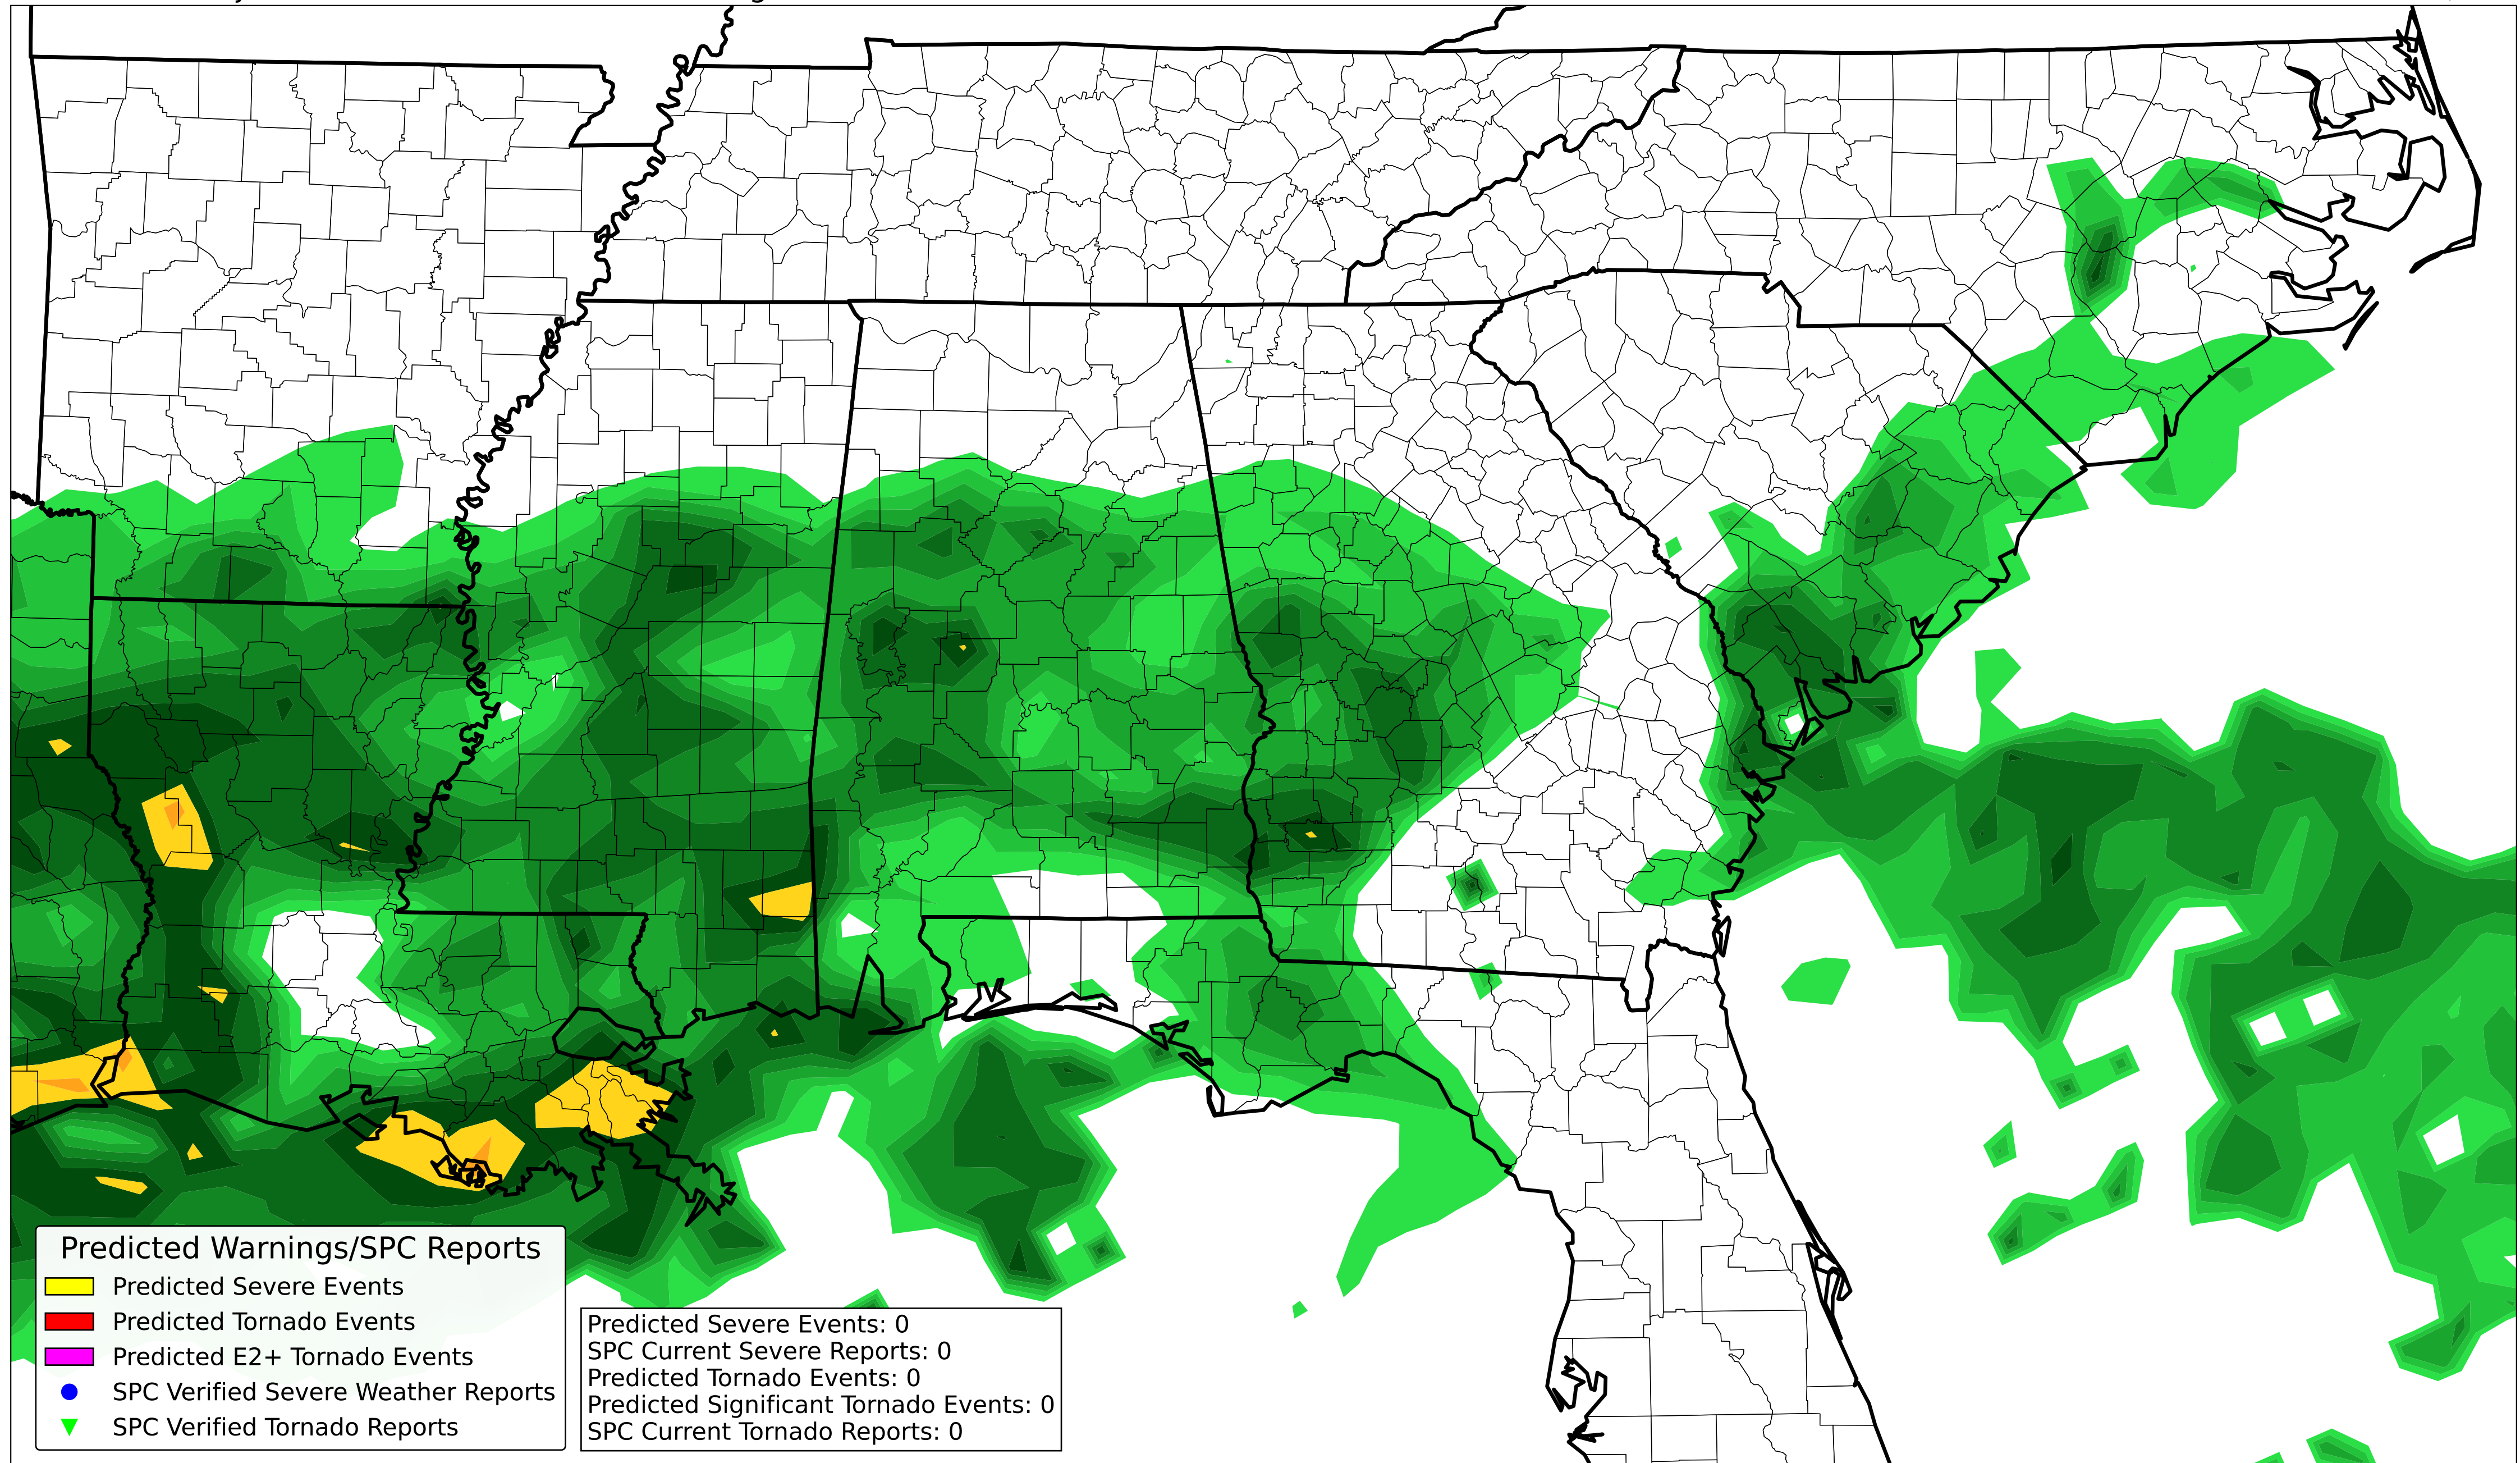 Predicted Warnings/SPC Reports
Predicted Severe Events
Predicted Tornado Events
Predicted E2+ Tornado Events
SPC Verified Severe Weather Reports
SPC Verified Tornado Reports
Predicted Severe Events: 0
SPC Current Severe Reports: 0
Predicted Tornado Events: 0
Predicted Significant Tornado Events: 0
SPC Current Tornado Reports: 0